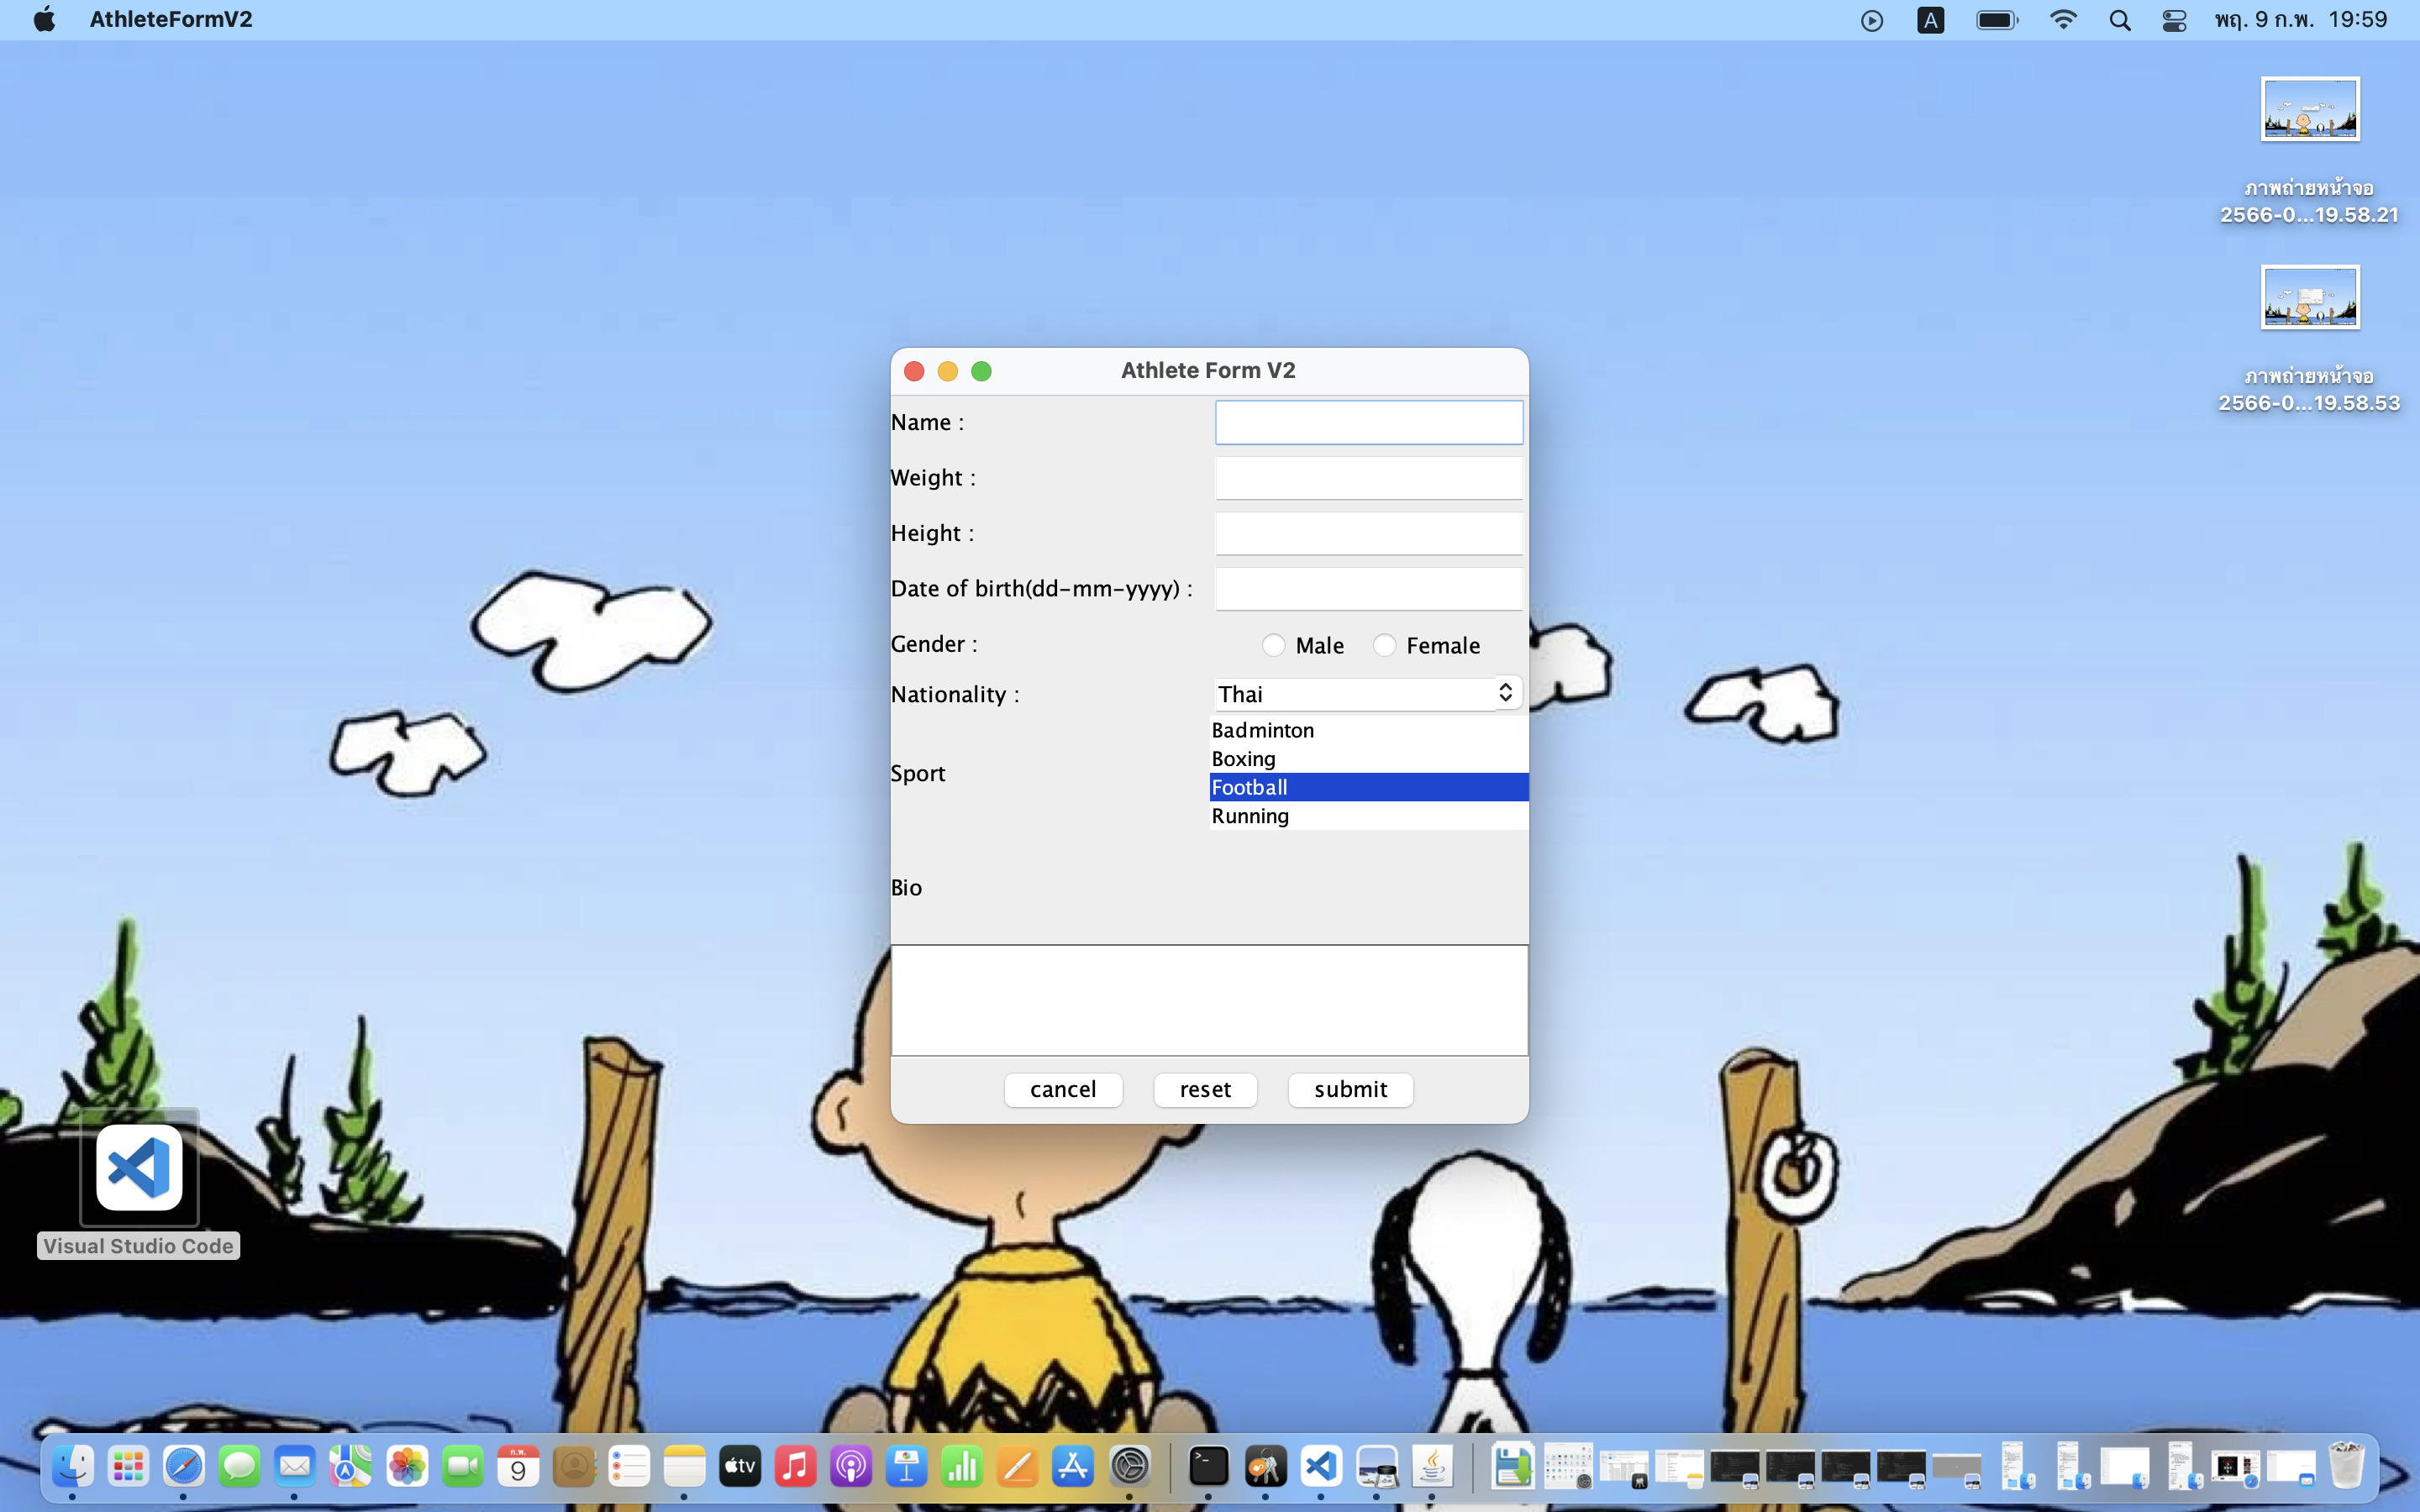 AthleteFormV2
A
พฤ. 9 ก.พ. 19:59
ภาพถ่ายหน้าจอ
2566-0...19.58.21
ภาพถ่ายหน้าจอ
2566-0...19.58.53
Athlete Form V2
Name :
Weight :
Height :
Date of birth(dd-mm-yyyy) :
Gender : Male Female
Nationality : Thai
Badminton
Boxing
Sport
Football
Running
Bio
cancel reset submit
Visual Studio Code
ก.พ.
9
tv